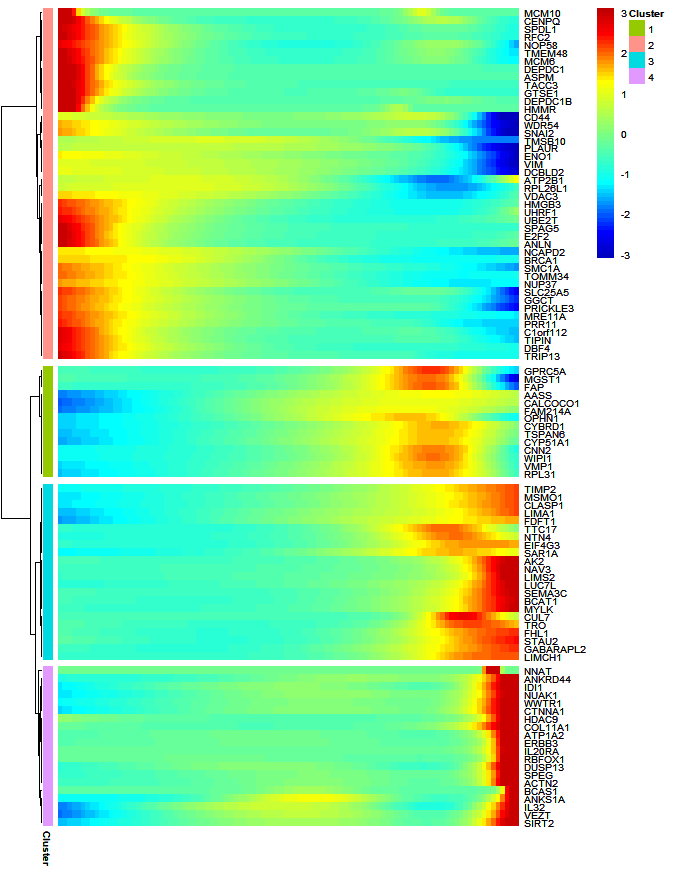 MCM10
CENPQ
SPDL1
RFC2
NOP58
TMEM48
MCM6
DEPDC1
ASPM
TACC3
GTSE1
DEPDC1B
HMMR
CD44
WDR54
SNAI2
TMSB10
PLAUR
ENO1
VIM
DCBLD2
ATP2B1
RPL26L1
VDAC3
HMGB3
UHRF1
UBE2T
SPAG5
E2F2
ANLN
NCAPD2
BRCA1
SMC1A
TOMM34
NUP37
SLC25A5
GGCT
PRICKLE3
MRE11A
PRR11
C1orf112
TIPIN
DBF4
TRIP13
GPRC5A
MGST1
FAP
AASS
CALCOCO1
FAM214A
OPHN1
CYBRD1
TSPAN6
CYP51A1
CNN2
WIPI1
VMP1
RPL31
TIMP2
MSMO1
CLASP1
LIMA1
FDFT1
TTC17
NTN4
EIF4G3
SAR1A
AK2
NAV3
LIMS2
LUC7L
SEMA3C
BCAT1
MYLK
CUL7
TRO
FHL1
STAU2
GABARAPL2
LIMCH1
NNAT
ANKRD44
IDI1
NUAK1
WWTR1
CTNNA1
HDAC9
COL11A1
ATP1A2
ERBB3
IL20RA
RBFOX1
DUSP13
SPEG
ACTN2
BCAS1
ANKS1A
IL32
VEZT
SIRT2
Cluster
3
2
1
0
-1
-2
-3
Cluster
1
2
3
4